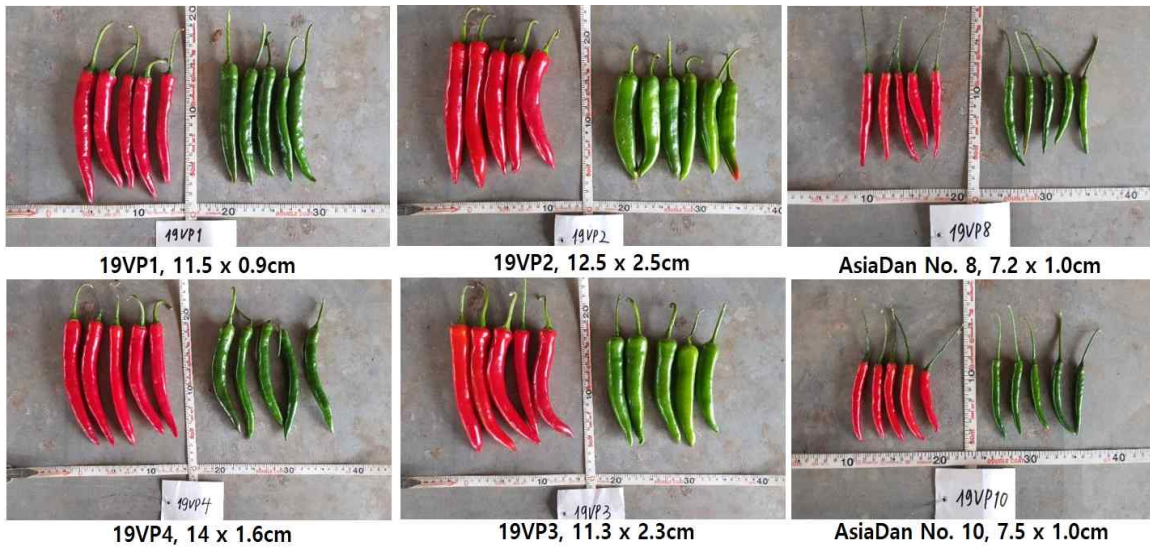 19VP1
19VP2
19VP8
19VP1, 11.5 x 0.9cm
19VP2, 12.5 x 2.5cm
AsiaDan No. 8, 7.2 x 1.0cm
19VP4
19VP3
19VP10
19VP4, 14 x 1.6cm
19VP3, 11.3 x 2.3cm
AsiaDan No. 10, 7.5 x 1.0cm